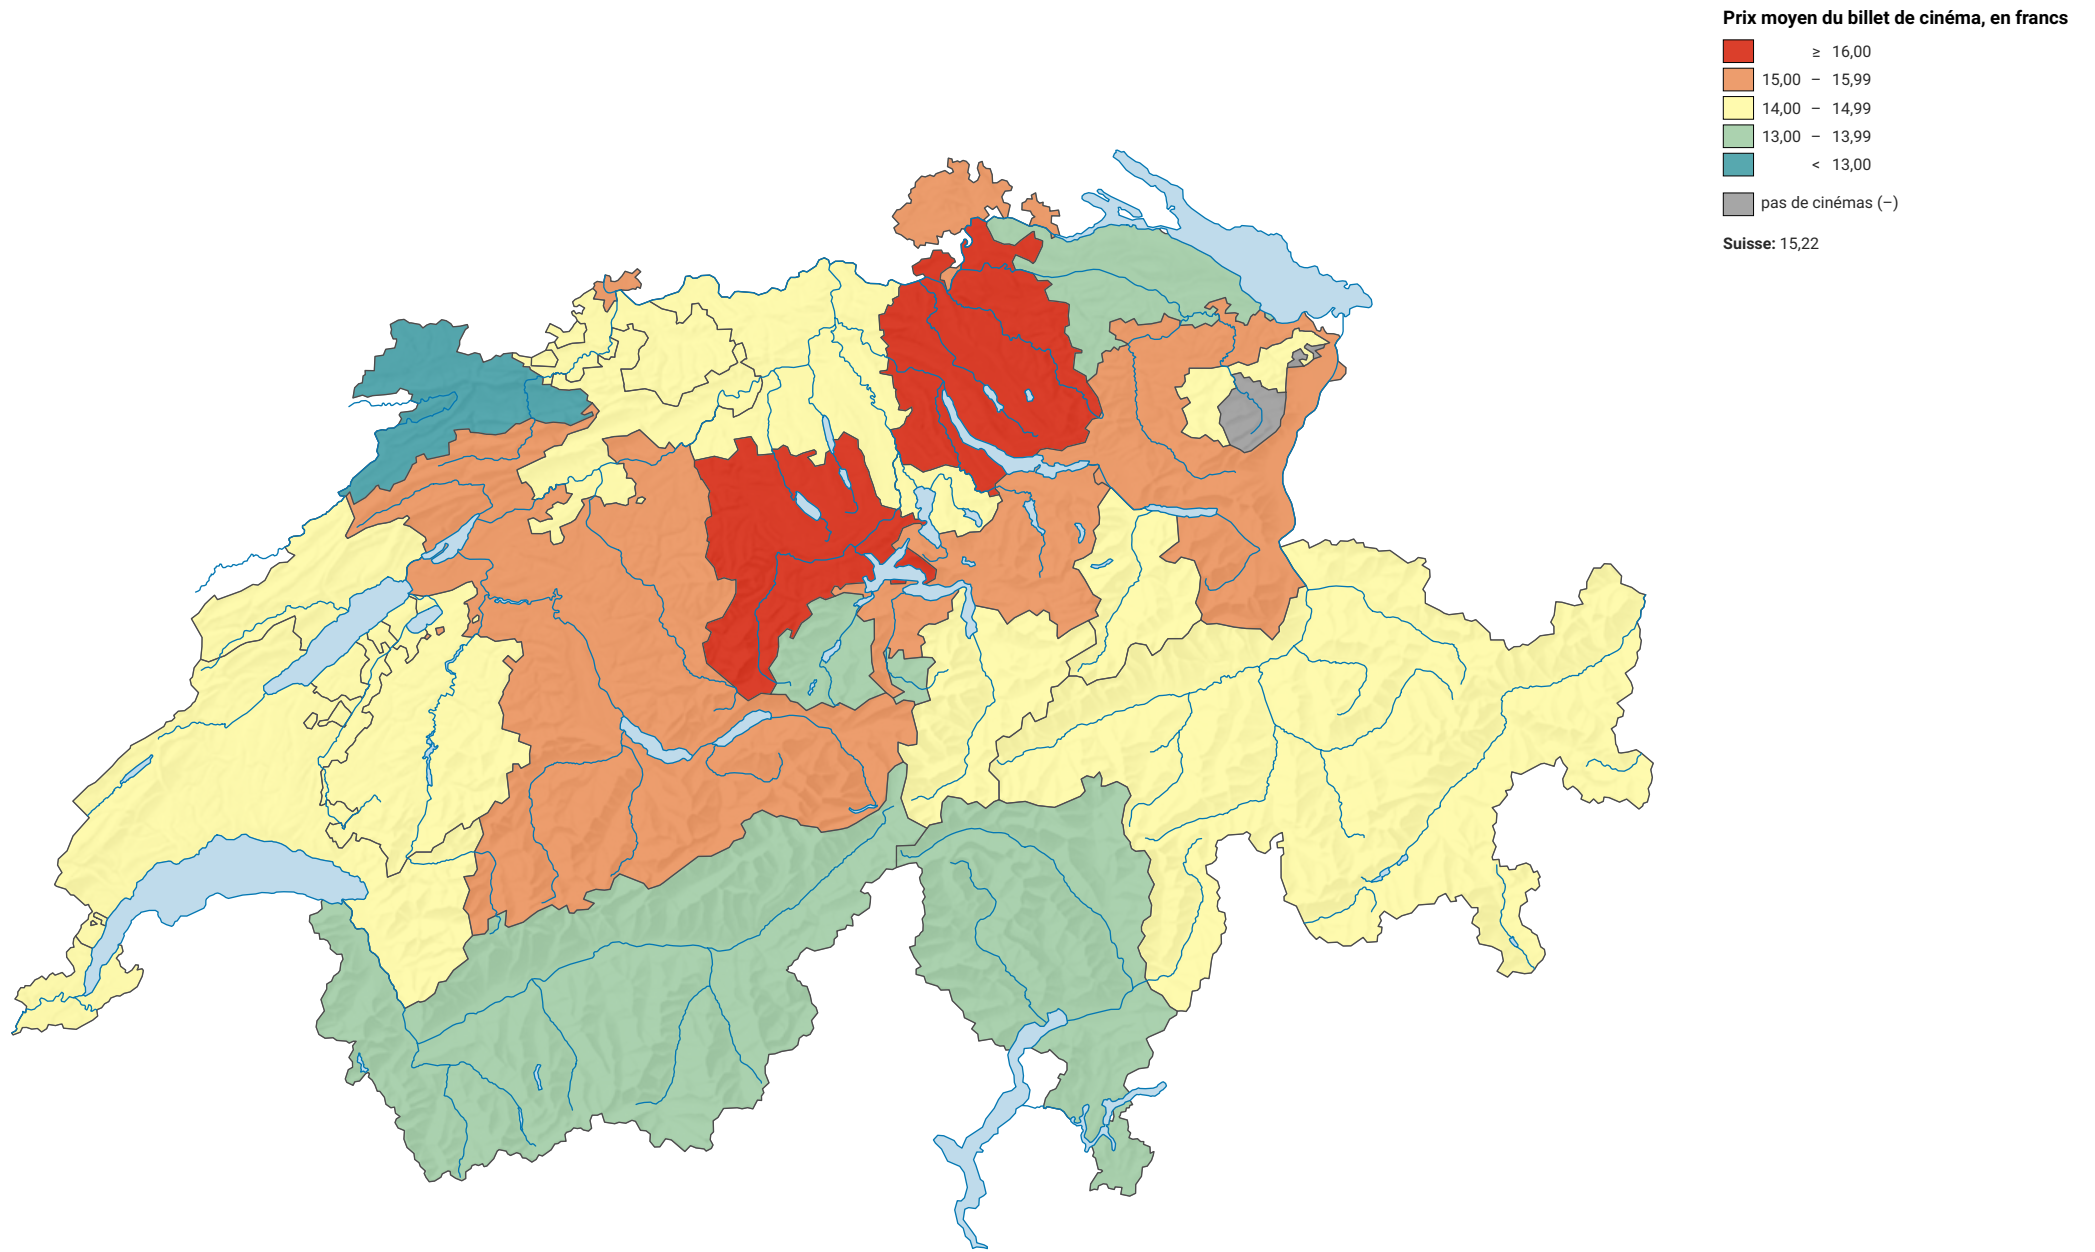 Prix moyen du billet de cinéma, en francs
≥ 16,00
15,00 – 15,99
14,00 – 14,99
13,00 – 13,99
< 13,00
pas de cinémas (–)
Suisse: 15,22